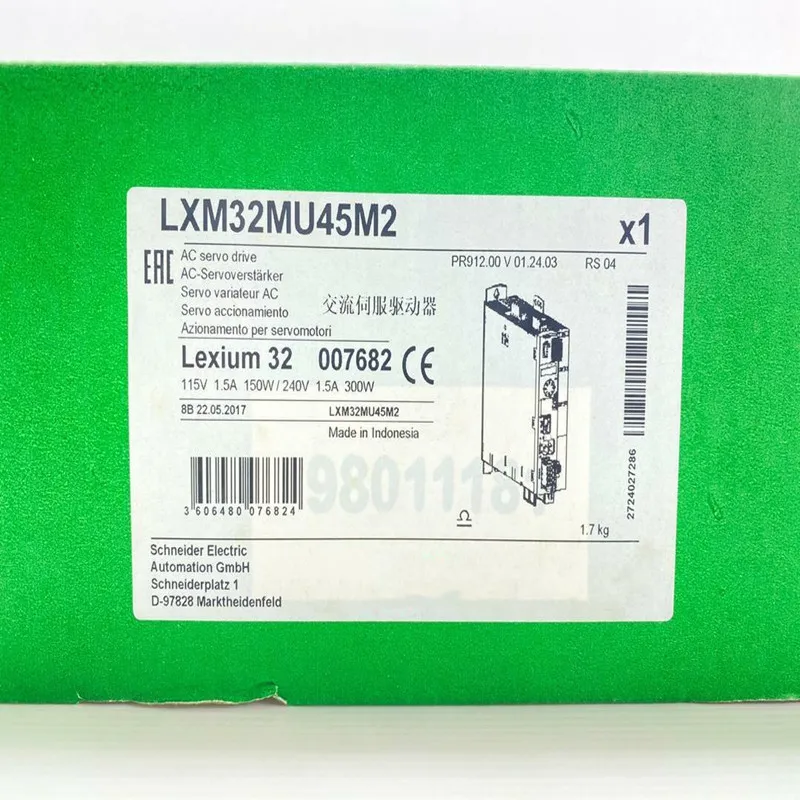 LXM32MU45M2
x1
EAC
AC servo drive
PR912.00 V 01.24.03 RS 04
AC-Servoverstärker
Servo variateur AC
Servo accionamiento
交流伺服驱动器
Azionamento per servomotori
Lexium 32 007682 CE
115V 1.5A 150W / 240V 1.5A 300W
8B 22.05.2017 LXM32MU45M2
Made in Indonesia
2724027286
9801118
3 606480 076824
1.7 kg
Schneider Electric
Automation GmbH
Schneiderplatz 1
D-97828 Marktheidenfeld